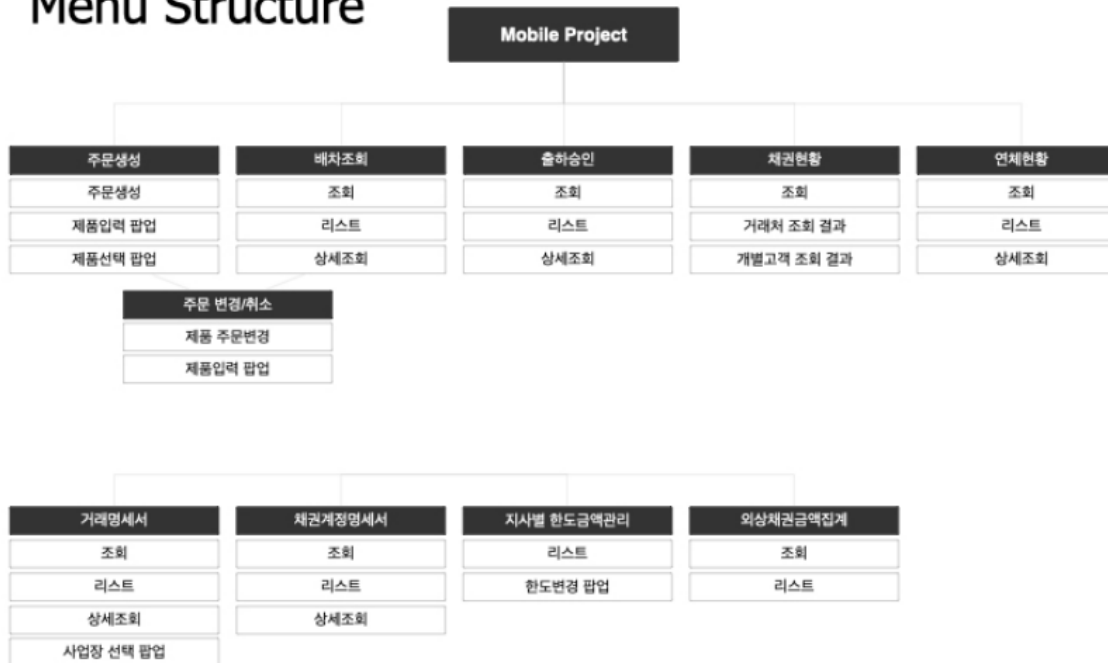 Menu Structure
Mobile Project
주문생성
주문생성
제품입력 팝업
제품선택 팝업
배차조회
조회
리스트
상세조회
출하승인
조회
리스트
상세조회
채권현황
조회
거래처 조회 결과
개별고객 조회 결과
연체현황
조회
리스트
상세조회
주문 변경/취소
제품 주문변경
제품입력 팝업
거래명세서
조회
리스트
상세조회
사업장 선택 팝업
채권계정명세서
조회
리스트
상세조회
지사별 한도금액관리
리스트
한도변경 팝업
외상채권금액집계
조회
리스트